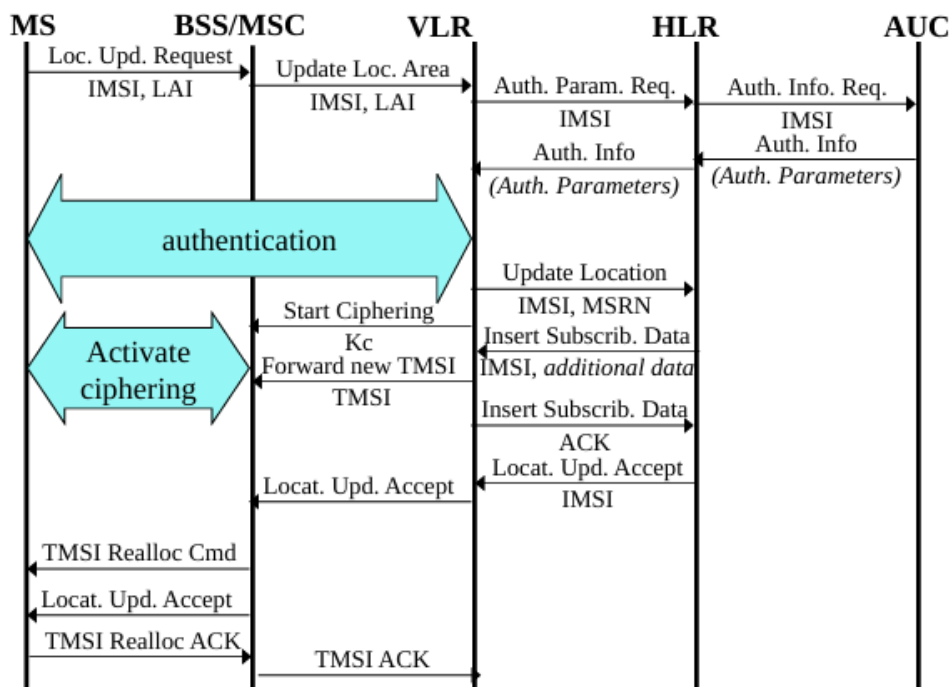 MS BSS/MSC VLR HLR AUC
Loc. Upd. Request
IMSI, LAI
Update Loc. Area
IMSI, LAI
Auth. Param. Req.
IMSI
Auth. Info. Req.
IMSI
Auth. Info
(Auth. Parameters)
Auth. Info
(Auth. Parameters)
authentication
Update Location
IMSI, MSRN
Start Ciphering
Kc
Insert Subscrib. Data
IMSI, additional data
Activate
ciphering
Forward new TMSI
TMSI
Insert Subscrib. Data
ACK
Locat. Upd. Accept
IMSI
Locat. Upd. Accept
TMSI Realloc Cmd
Locat. Upd. Accept
TMSI Realloc ACK
TMSI ACK